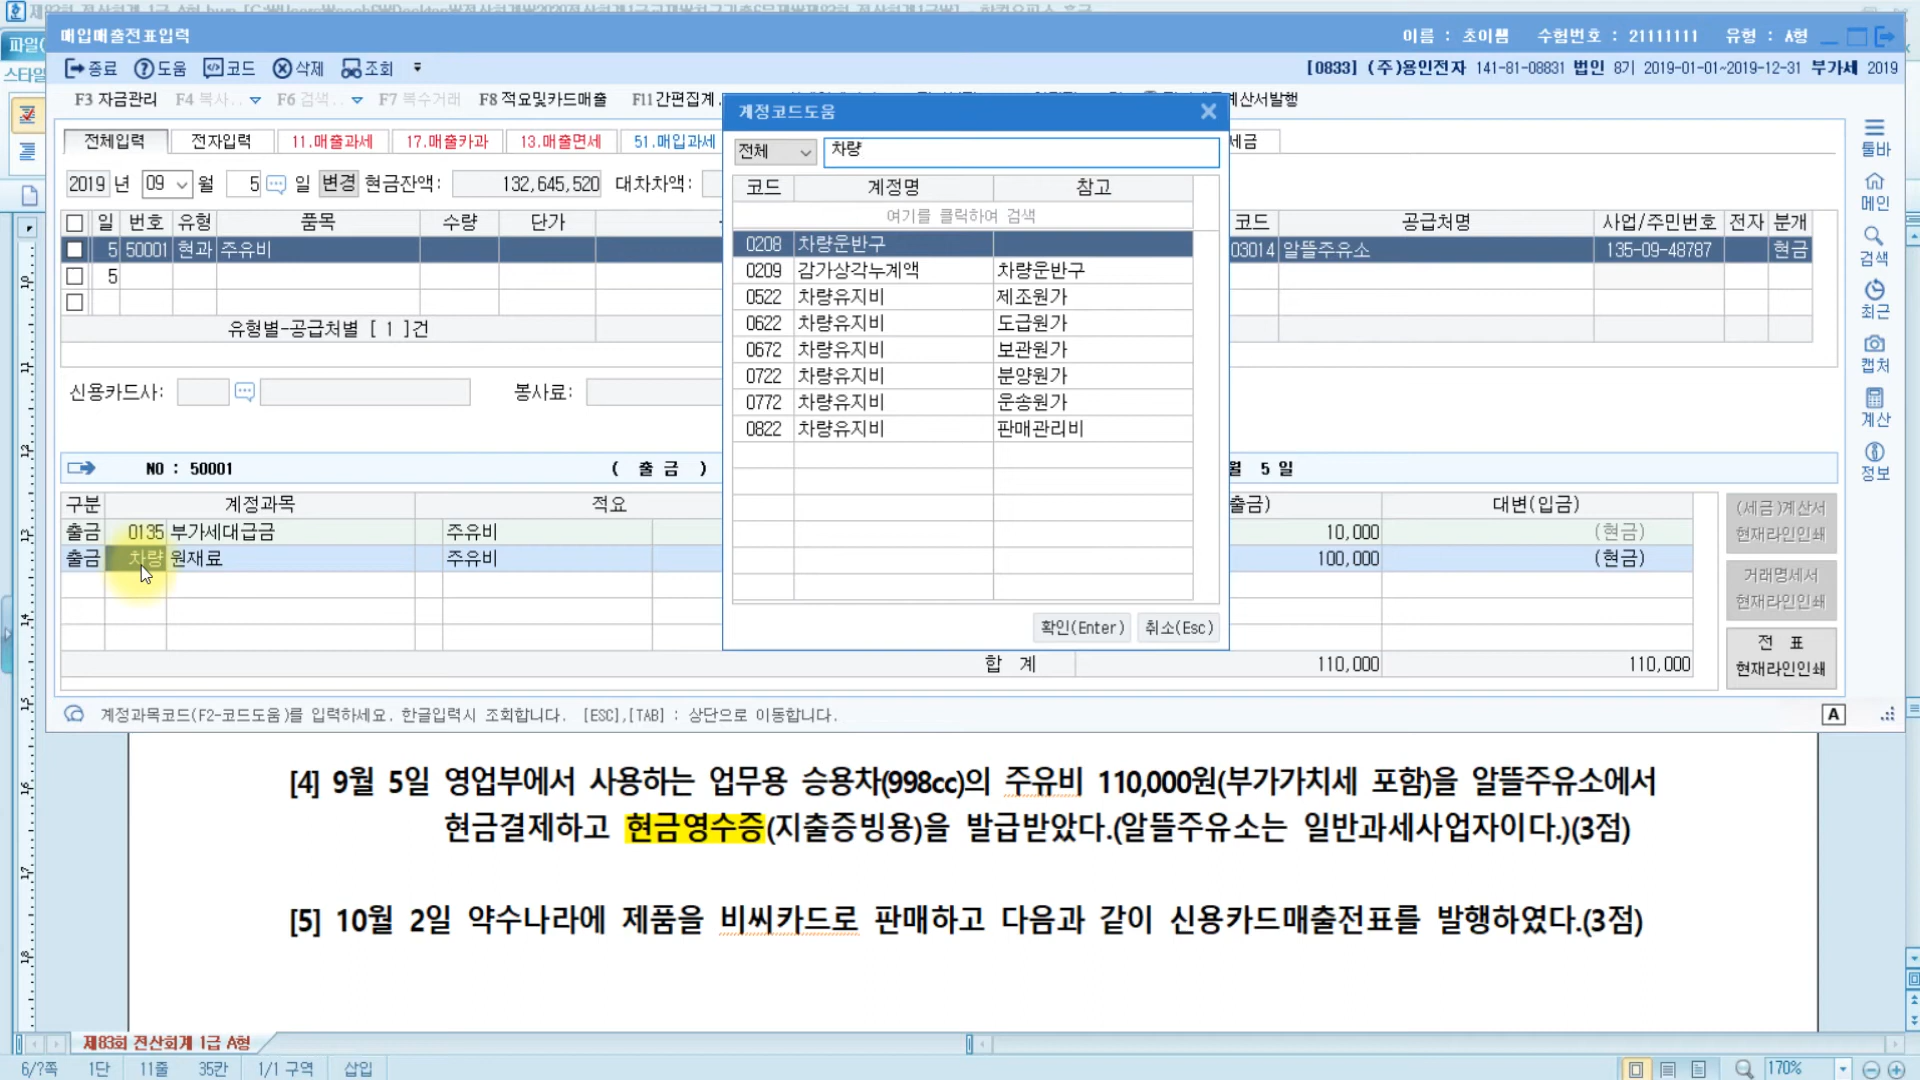 매입매출전표입력
이름 : 초이쌤 수험번호 : 21111111 유형 : A형
종료 도움 코드 삭제 조회
[0833] (주)용인전자 141-81-08831 법인 8기 2019-01-01~2019-12-31 부가세 2019
F3 자금관리 F4 복사.. F6 검색.. F7 복수거래 F8 적요및카드매출 F11간편집계. 계산서발행
전체입력 전자입력 11.매출과세 17.매출카과 13.매출면세 51.매입과세 세금
2019 년 09 월 5 일 변경 현금잔액: 132,645,520 대차차액:
일 번호 유형 품목 수량 단가 코드 공급처명 사업/주민번호 전자 분개
5 50001 현과 주유비 03014 알뜰주유소 135-09-48787 현금
5
유형별-공급처별 [ 1 ]건
신용카드사: 봉사료:
NO : 50001 ( 출 금 ) 월 5 일
구분 계정과목 적요 출금) 대변(입금)
출금 0135 부가세대급금 주유비 10,000 (현금)
출금 차량 원재료 주유비 100,000 (현금)
합 계 110,000 110,000
(세금)계산서
현재라인인쇄
거래명세서
현재라인인쇄
전 표
현재라인인쇄
계정과목코드(F2-코드도움)를 입력하세요. 한글입력시 조회합니다. [ESC],[TAB] : 상단으로 이동합니다.
A
계정코드도움
전체 차량
코드 계정명 참고
여기를 클릭하여 검색
0208 차량운반구
0209 감가상각누계액 차량운반구
0522 차량유지비 제조원가
0622 차량유지비 도급원가
0672 차량유지비 보관원가
0722 차량유지비 분양원가
0772 차량유지비 운송원가
0822 차량유지비 판매관리비
확인(Enter) 취소(Esc)
툴바
메인
검색
최근
캡처
계산
정보
파일(
스타일
10
11
12
13
14
15
16
17
18
[4] 9월 5일 영업부에서 사용하는 업무용 승용차(998cc)의 주유비 110,000원(부가가치세 포함)을 알뜰주유소에서
현금결제하고 현금영수증(지출증빙용)을 발급받았다.(알뜰주유소는 일반과세사업자이다.)(3점)
[5] 10월 2일 약수나라에 제품을 비씨카드로 판매하고 다음과 같이 신용카드매출전표를 발행하였다.(3점)
제83회 전산회계 1급 A형
6/?쪽 1단 11줄 35칸 1/1 구역 삽입 170%